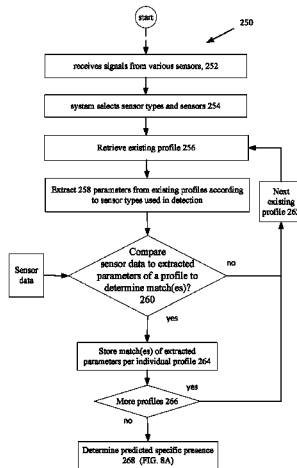 start
250
receives signals from various sensors, 252
system selects sensor types and sensors 254
Retrieve existing profile 256
Extract 258 parameters from existing profiles according
to sensor types used in detection
Next
existing
profile 262
Compare
sensor data to extracted
parameters of a profile to
determine match(es)?
260
Sensor
data
no
yes
Store match(es) of extracted
parameters per individual profile 264
More profiles 266
yes
no
Determine predicted specific presence
268 (FIG. 8A)